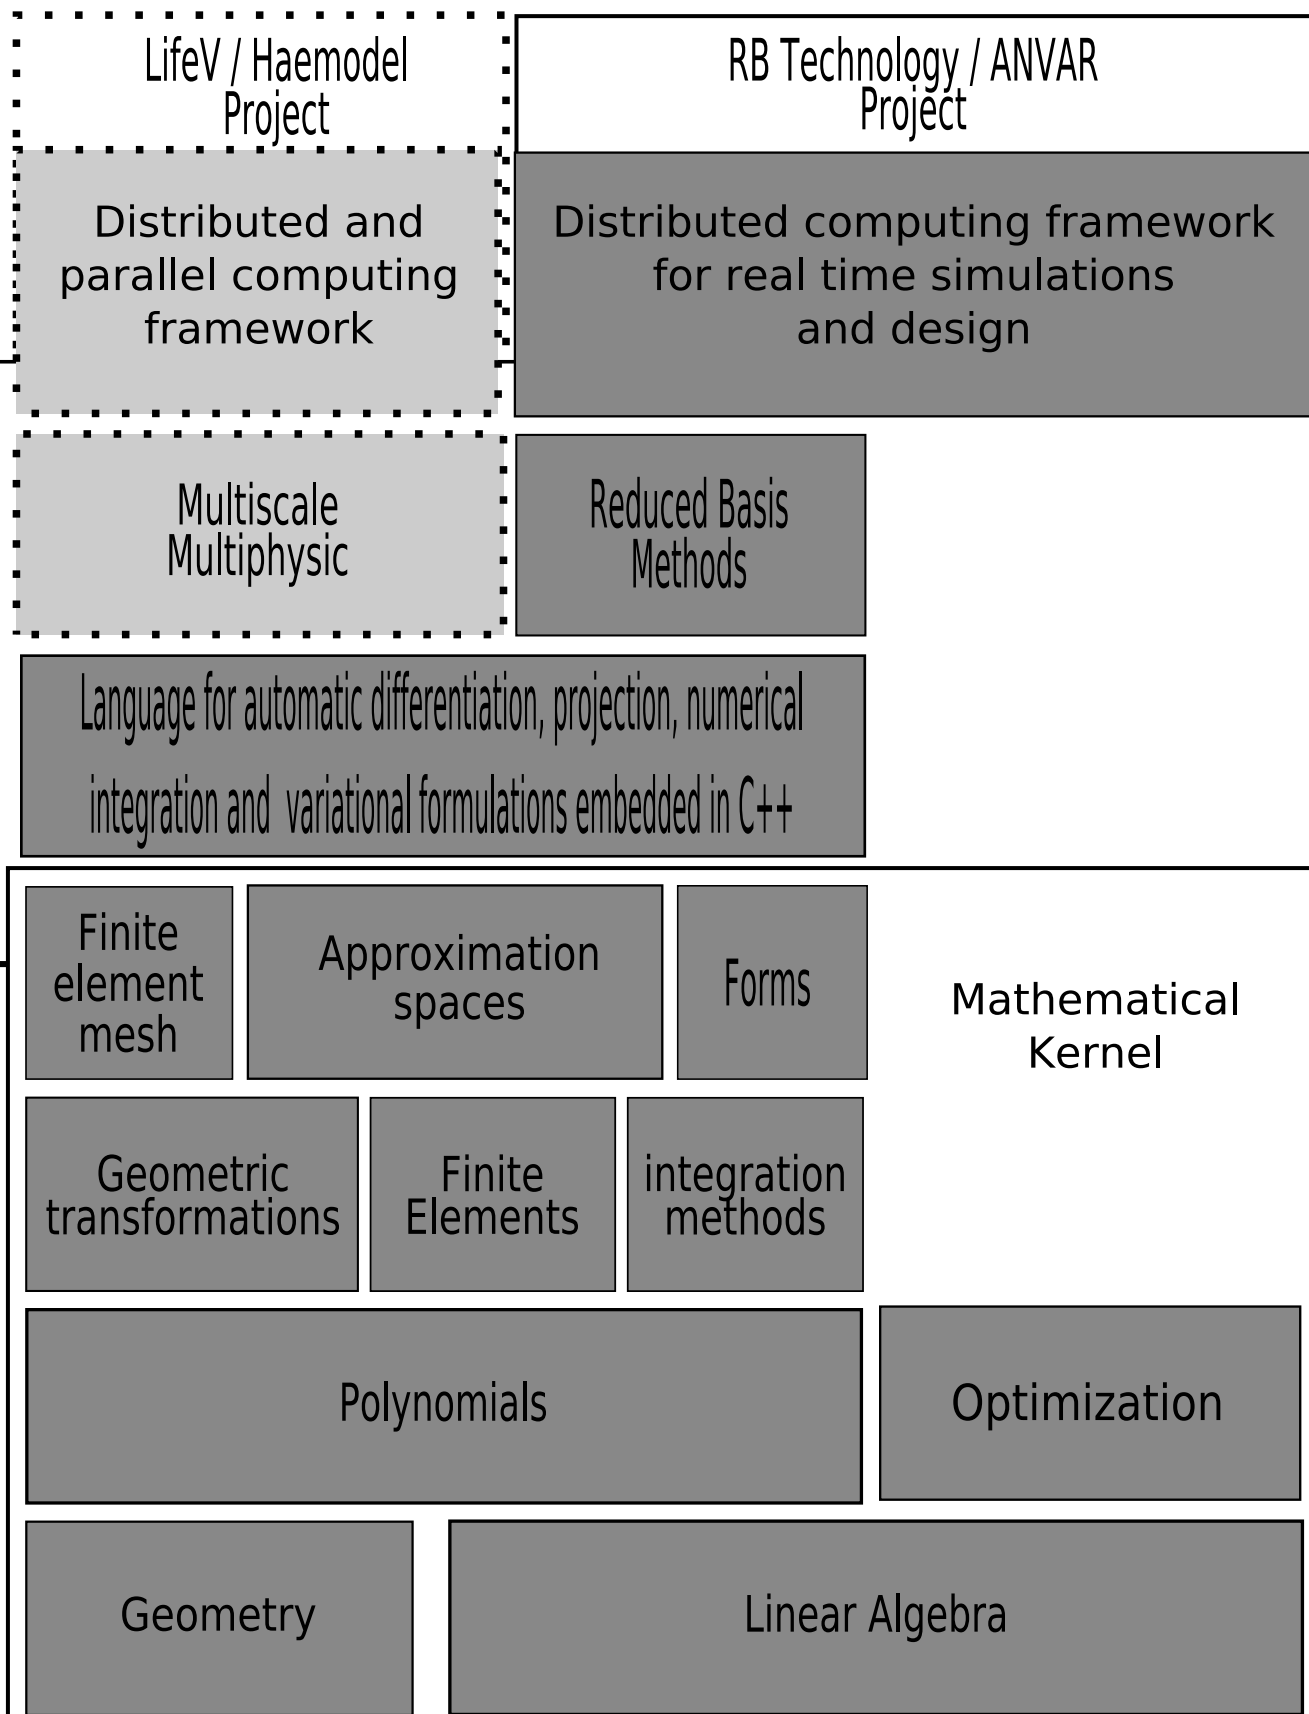 LifeV / Haemodel
Project
RB Technology / ANVAR
Project
Distributed and
parallel computing
framework
Distributed computing framework
for real time simulations
and design
Multiscale
Multiphysic
Reduced Basis
Methods
Language for automatic differentiation, projection, numerical
integration and  variational formulations embedded in C++
Finite
element
mesh
Approximation
spaces
Forms
Mathematical
Kernel
Geometric
transformations
Finite
Elements
integration
methods
Polynomials
Optimization
Geometry
Linear Algebra